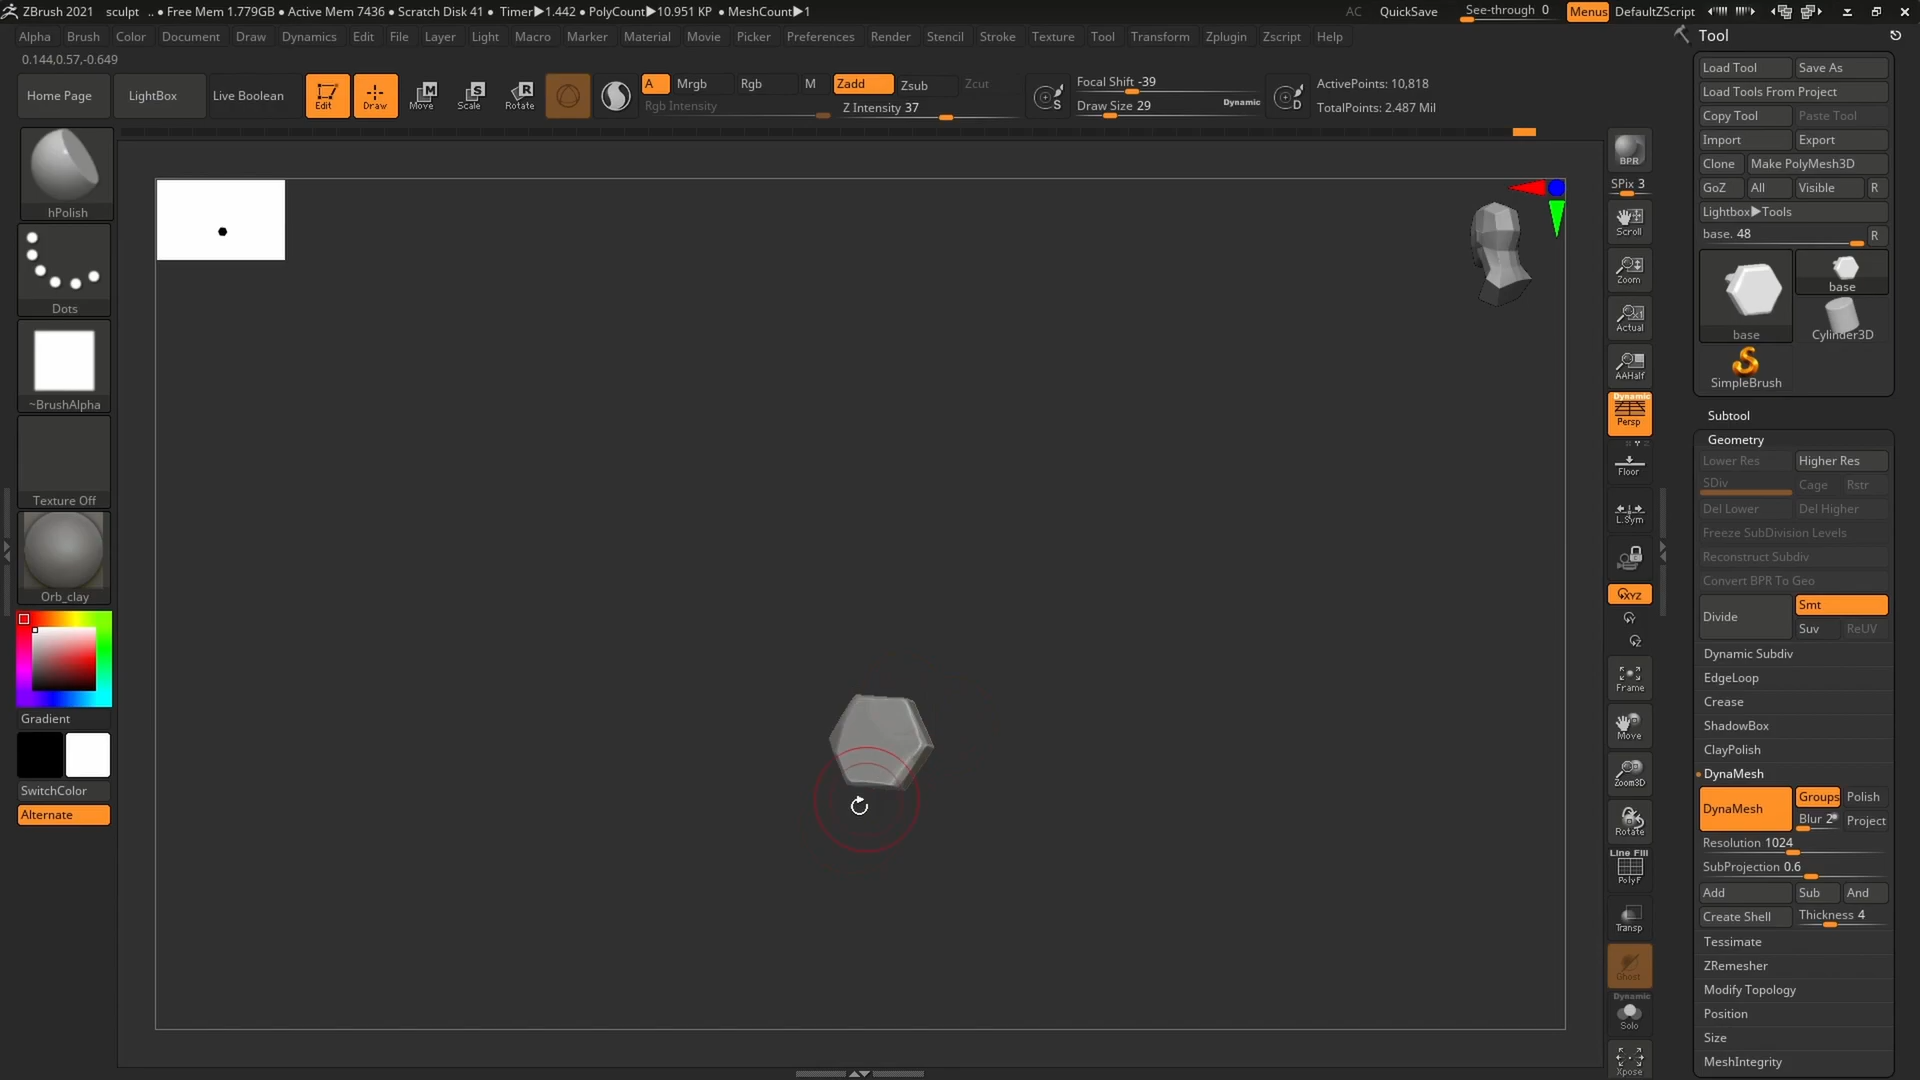 ZBrush 2021 sculpt .. • Free Mem 1.779GB • Active Mem 7436 • Scratch Disk 41 • Timer▶1.442 • PolyCount▶10.951 KP • MeshCount▶1
AC QuickSave See-through 0 Menus DefaultZScript
Alpha Brush Color Document Draw Dynamics Edit File Layer Light Macro Marker Material Movie Picker Preferences Render Stencil Stroke Texture Tool Transform Zplugin Zscript Help
0.144,0.57,-0.649
Home Page LightBox Live Boolean Edit Draw Move Scale Rotate
A Mrgb Rgb M Zadd Zsub Zcut
Rgb Intensity Z Intensity 37
Focal Shift -39
Draw Size 29 Dynamic
ActivePoints: 10,818
TotalPoints: 2.487 Mil
hPolish
Dots
~BrushAlpha
Texture Off
Orb_clay
Gradient
SwitchColor
Alternate
BPR
SPix 3
Scroll
Zoom
Actual
AAHalf
Dynamic
Persp
Floor
L.Sym
XYZ
Frame
Move
Zoom3D
Rotate
Line Fill
PolyF
Transp
Ghost
Dynamic
Solo
Xpose
Tool
Load Tool Save As
Load Tools From Project
Copy Tool Paste Tool
Import Export
Clone Make PolyMesh3D
GoZ All Visible R
Lightbox▶Tools
base. 48 R
base
base
Cylinder3D
SimpleBrush
Subtool
Geometry
Lower Res Higher Res
SDiv Cage Rstr
Del Lower Del Higher
Freeze SubDivision Levels
Reconstruct Subdiv
Convert BPR To Geo
Divide Smt
Suv ReUV
Dynamic Subdiv
EdgeLoop
Crease
ShadowBox
ClayPolish
DynaMesh
DynaMesh Groups Polish
Blur 2 Project
Resolution 1024
SubProjection 0.6
Add Sub And
Create Shell Thickness 4
Tessimate
ZRemesher
Modify Topology
Position
Size
MeshIntegrity